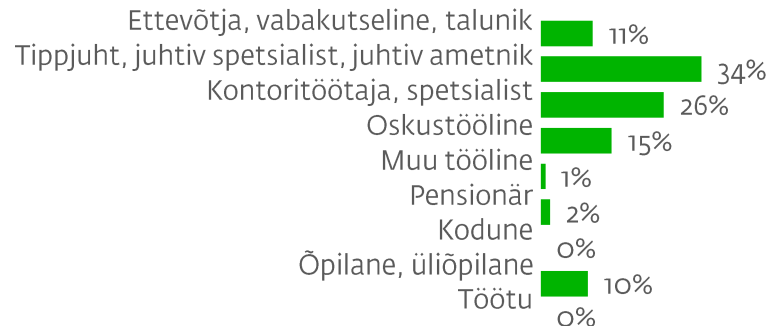 Ettevõtja, vabakutseline, talunik 11%
Tippjuht, juhtiv spetsialist, juhtiv ametnik 34%
Kontoritöötaja, spetsialist 26%
Oskustööline 15%
Muu tööline 1%
Pensionär 2%
Kodune 0%
Õpilane, üliõpilane 10%
Töötu 0%